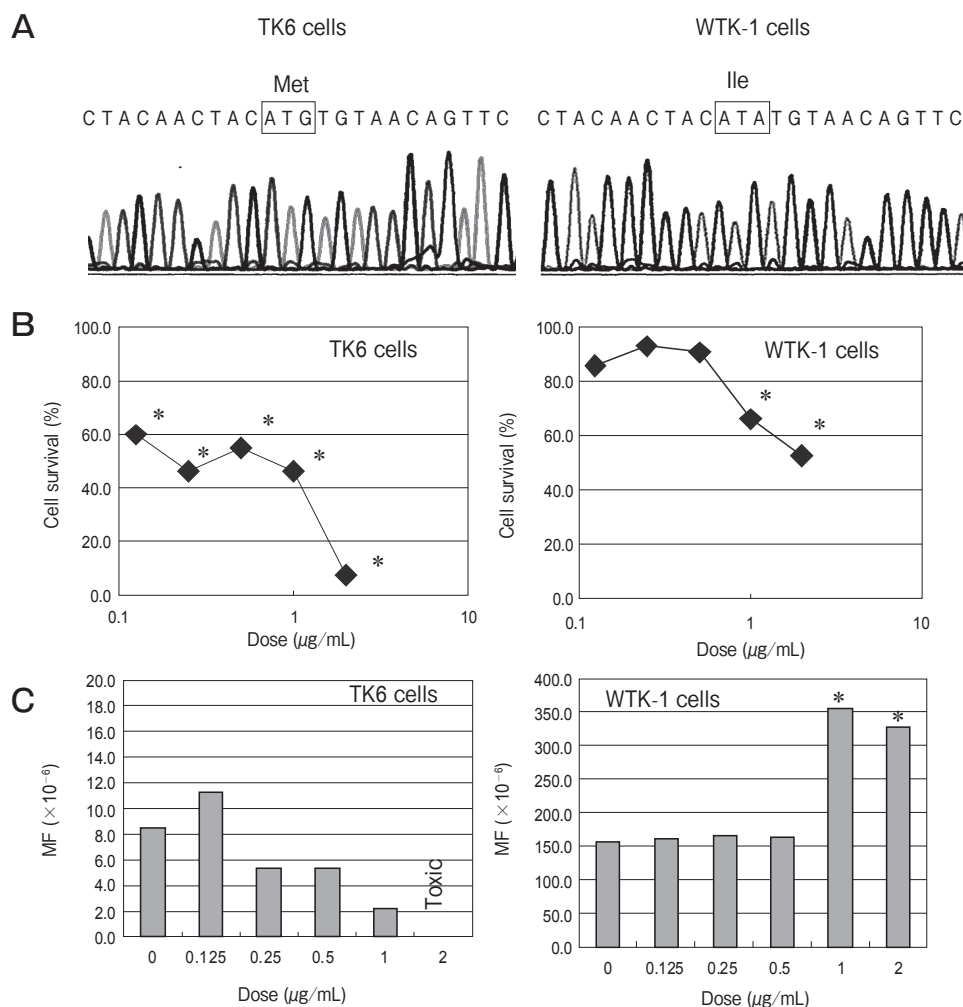 A
TK6 cells
WTK-1 cells
Met
Ile
C T A C A A C T A C A T G T G T A A C A G T T C
C T A C A A C T A C A T A T G T A A C A G T T C
B
100.0
80.0
60.0
40.0
20.0
0.0
Cell survival (%)
TK6 cells
*
*
*
*
*
0.1
1
10
Dose (µg/mL)
100.0
80.0
60.0
40.0
20.0
0.0
Cell survival (%)
WTK-1 cells
*
*
0.1
1
10
Dose (µg/mL)
C
20.0
18.0
16.0
14.0
12.0
10.0
8.0
6.0
4.0
2.0
0.0
MF (×10⁻⁶)
TK6 cells
Toxic
0 0.125 0.25 0.5 1 2
Dose (µg/mL)
400.0
350.0
300.0
250.0
200.0
150.0
100.0
50.0
0.0
MF (×10⁻⁶)
WTK-1 cells
*
*
0 0.125 0.25 0.5 1 2
Dose (µg/mL)